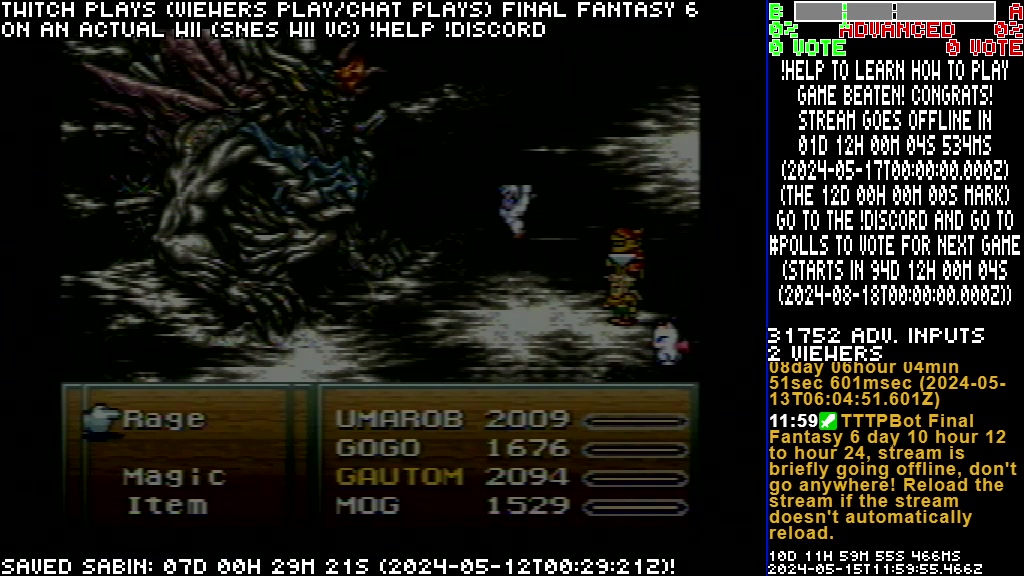 TWITCH PLAYS (VIEWERS PLAY/CHAT PLAYS) FINAL FANTASY 6
ON AN ACTUAL WII (SNES WII VC) !HELP !DISCORD
B A
0% ADVANCED 0%
0 VOTE 0 VOTE
!HELP TO LEARN HOW TO PLAY
GAME BEATEN! CONGRATS!
STREAM GOES OFFLINE IN
01D 12H 00M 04S 534MS
(2024-05-17T00:00:00.000Z)
(THE 12D 00H 00M 00S MARK)
GO TO THE !DISCORD AND GO TO
#POLLS TO VOTE FOR NEXT GAME
(STARTS IN 94D 12H 00M 04S
(2024-08-18T00:00:00.000Z))
31752 ADV. INPUTS
2 VIEWERS
08day 06hour 04min
51sec 601msec (2024-05-
13T06:04:51.601Z)
11:59 TTTPBot Final
Fantasy 6 day 10 hour 12
to hour 24, stream is
briefly going offline, don't
go anywhere! Reload the
stream if the stream
doesn't automatically
reload.
10D 11H 59M 55S 466MS
2024-05-15T11:59:55.466Z
Rage
Magic
Item
UMAROB 2009
GOGO 1676
GAUTOM 2094
MOG 1529
SAVED SABIN: 07D 00H 29M 21S (2024-05-12T00:29:21Z)!